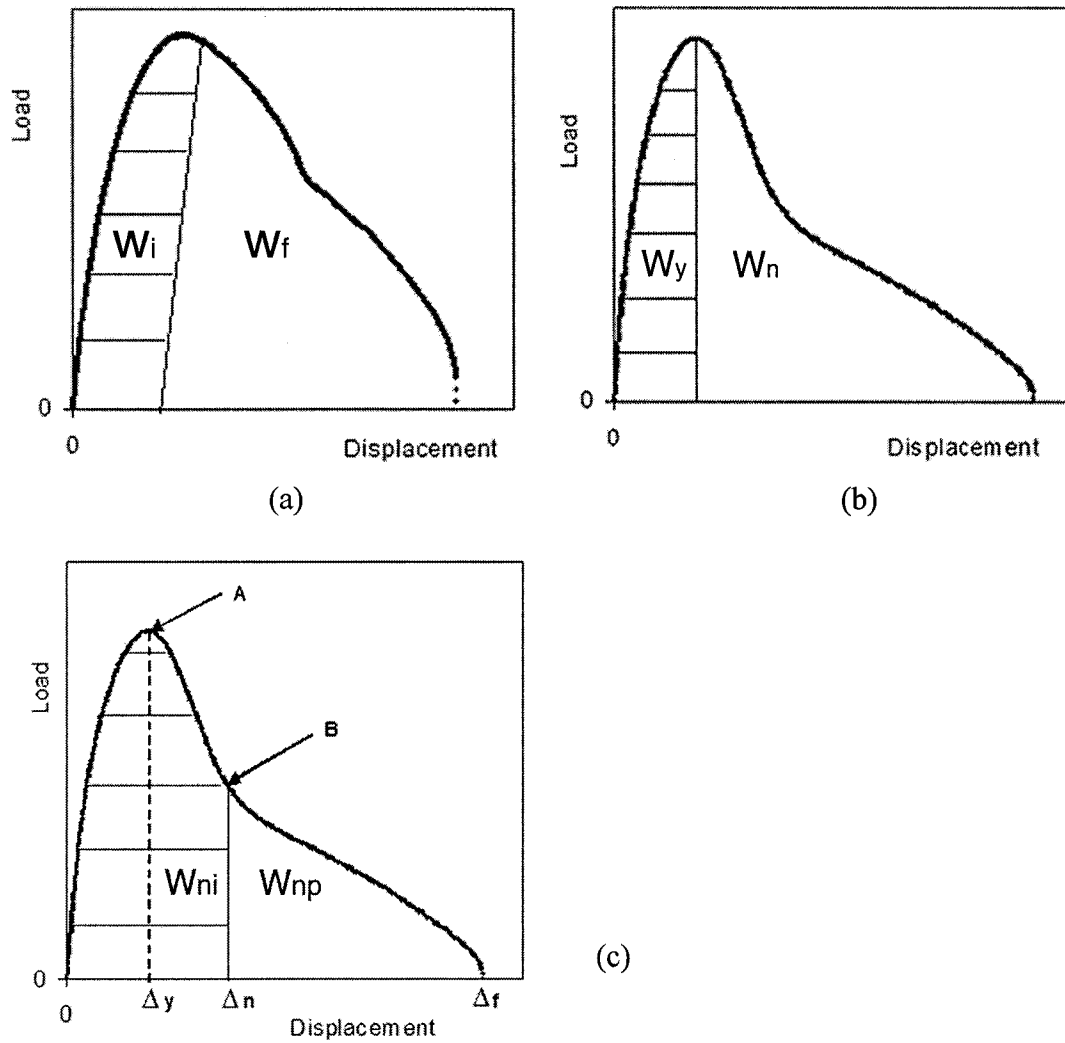 Load
Wi
Wf
0
0
Displacement
(a)
Load
Wy
Wn
0
0
Displacement
(b)
A
B
Load
Wni
Wnp
0
0
Δy
Δn
Δf
Displacement
(c)